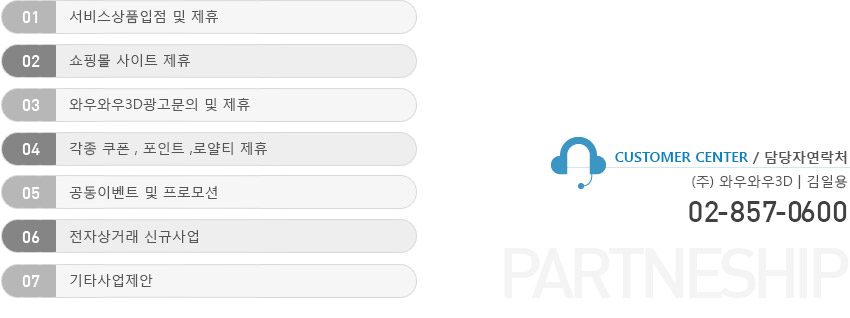 01 서비스상품입점 및 제휴
02 쇼핑몰 사이트 제휴
03 와우와우3D광고문의 및 제휴
04 각종 쿠폰 , 포인트 ,로얄티 제휴
05 공동이벤트 및 프로모션
06 전자상거래 신규사업
07 기타사업제안
CUSTOMER CENTER / 담당자연락처
(주) 와우와우3D | 김일용
02-857-0600
PARTNESHIP